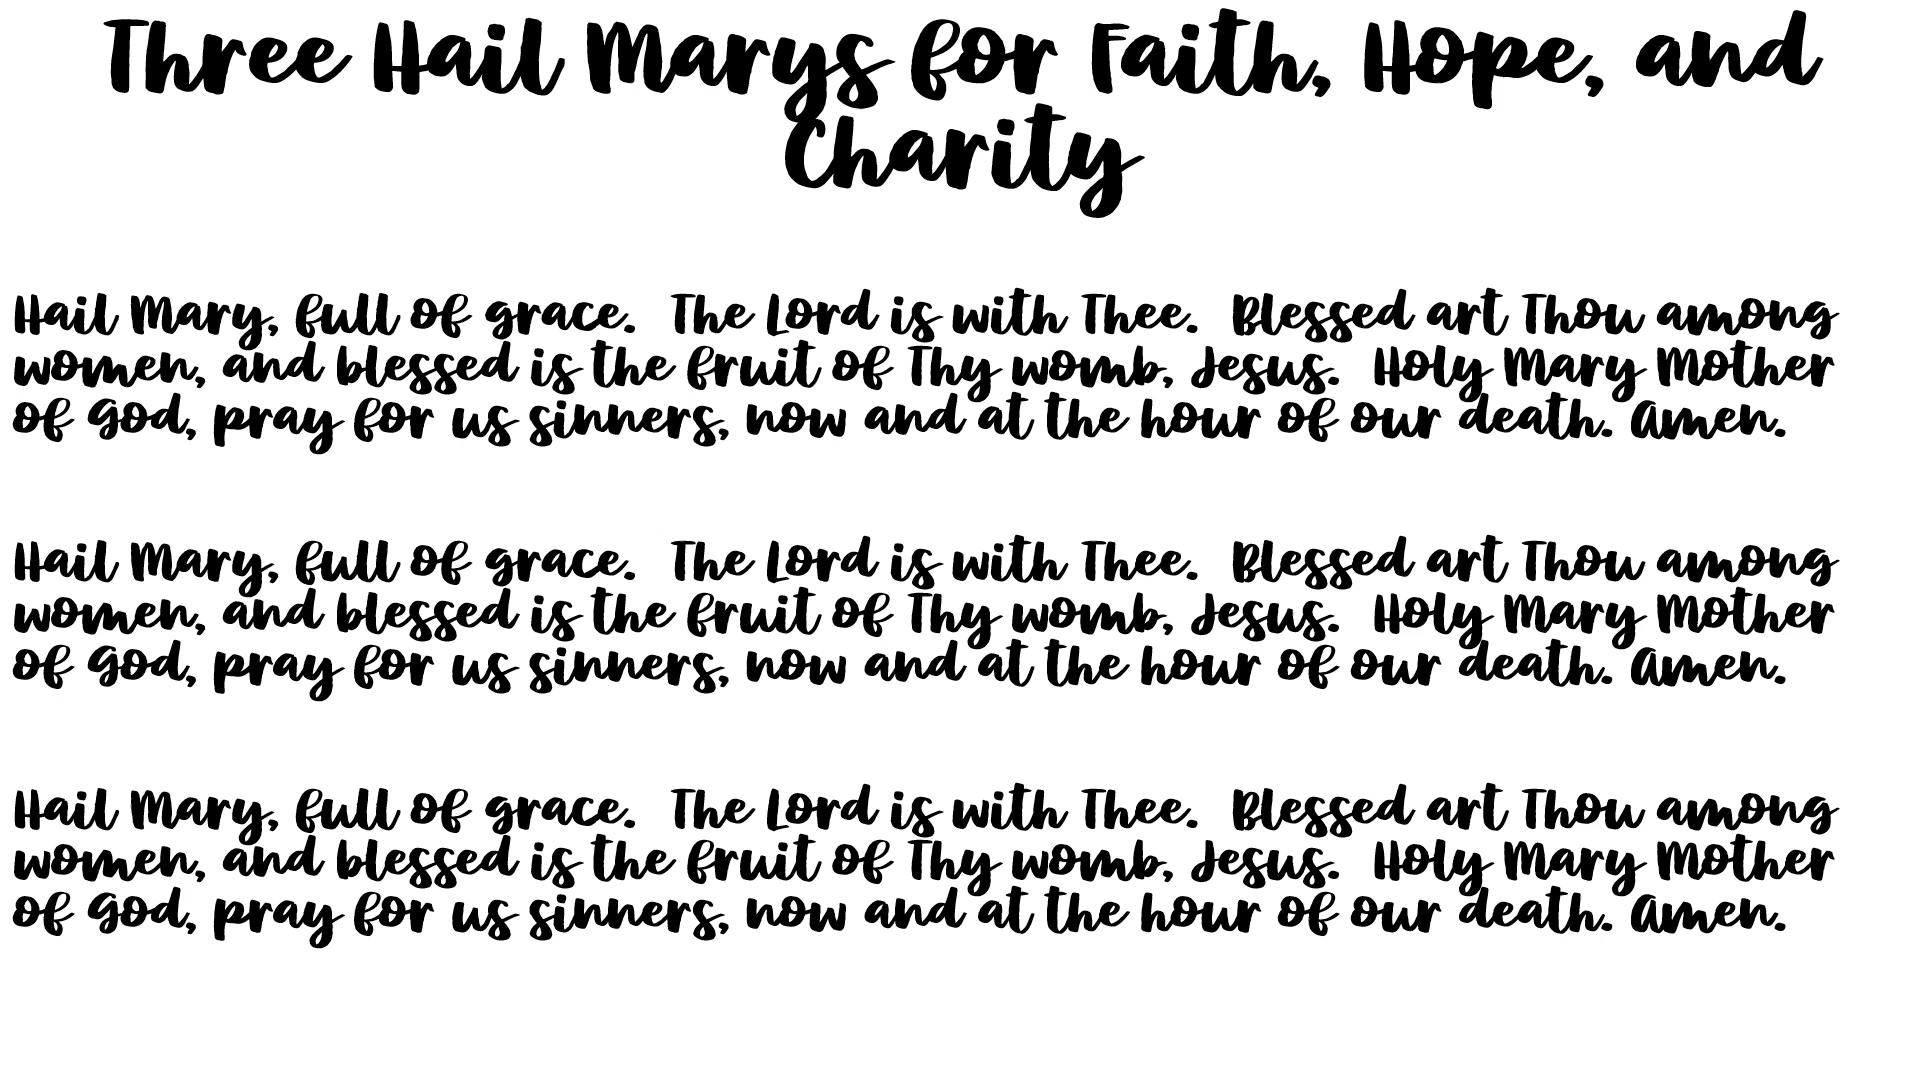 Three Hail Marys for Faith, Hope, and
Charity
Hail Mary, full of grace.  The Lord is with Thee.  Blessed art Thou among
women, and blessed is the fruit of Thy womb, Jesus.  Holy Mary Mother
of God, pray for us sinners, now and at the hour of our death. Amen.
Hail Mary, full of grace.  The Lord is with Thee.  Blessed art Thou among
women, and blessed is the fruit of Thy womb, Jesus.  Holy Mary Mother
of God, pray for us sinners, now and at the hour of our death. Amen.
Hail Mary, full of grace.  The Lord is with Thee.  Blessed art Thou among
women, and blessed is the fruit of Thy womb, Jesus.  Holy Mary Mother
of God, pray for us sinners, now and at the hour of our death. Amen.